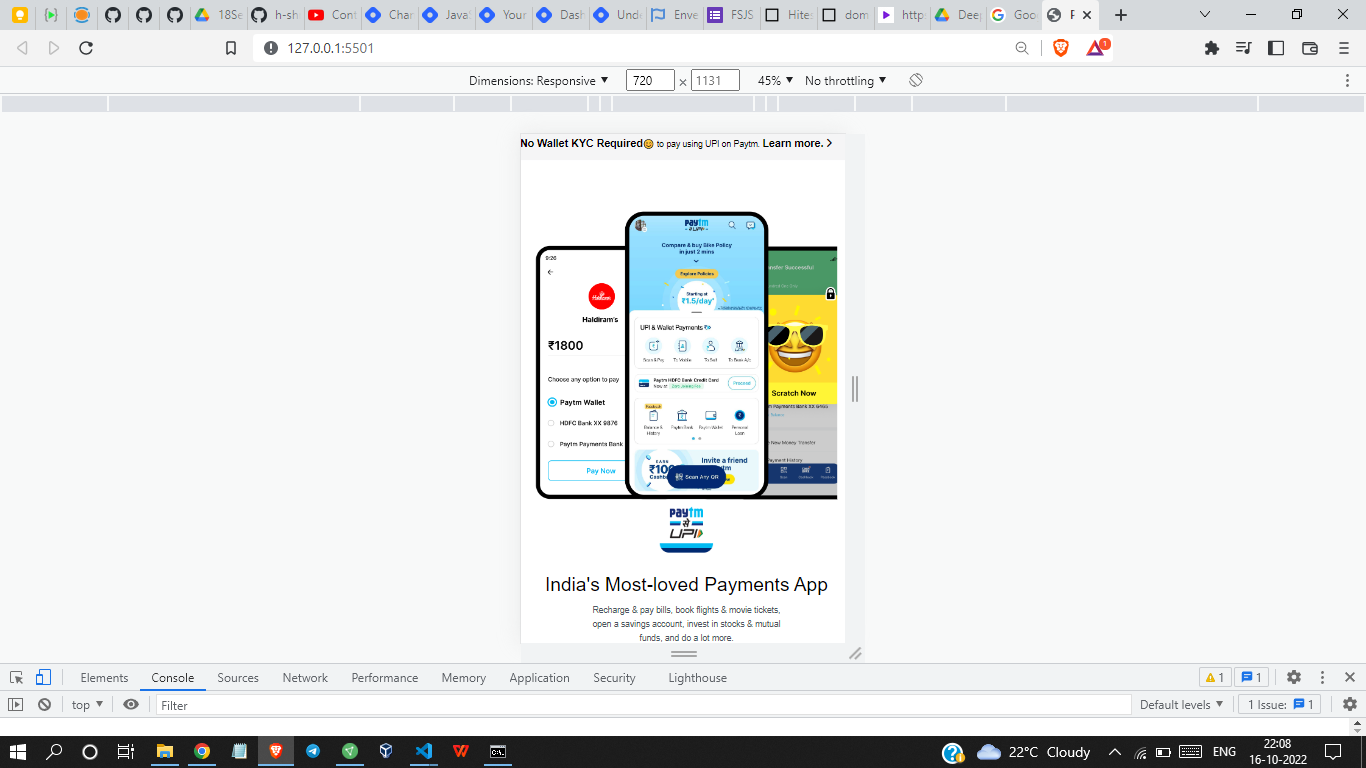 18Se
h-sh
Cont
Char
Java
Your
Dash
Unde
Enve
FSJS
Hites
dom
http
Deep
Goo
127.0.0.1:5501
1
Dimensions: Responsive 720 × 1131 45% No throttling
No Wallet KYC Required to pay using UPI on Paytm. Learn more.
paytm
UPI
Compare & buy Bike Policy
in just 2 mins
Explore Policies
Starting at
₹1.5/day*
UPI & Wallet Payments
Scan & Pay To Mobile To Self To Bank A/c
Paytm HDFC Bank Credit Card
Proceed
Balance & History Paytm Bank Paytm Wallet Personal Loan
EARN
₹100
Cashba
Invite a friend
ytm
Scan Any QR
9:26
Haldiram's
Haldiram's
₹1800
Choose any option to pay
Paytm Wallet
HDFC Bank XX 9876
Paytm Payments Bank
Pay Now
nsfer Successful
Scratch Now
m Payments Bank XX 6465
New Money Transfer
Payment History
paytm
से
UPI
India's Most-loved Payments App
Recharge & pay bills, book flights & movie tickets,
open a savings account, invest in stocks & mutual
funds, and do a lot more.
Elements Console Sources Network Performance Memory Application Security Lighthouse 1 1
top Filter Default levels 1 Issue: 1
22°C Cloudy ENG 22:08
16-10-2022